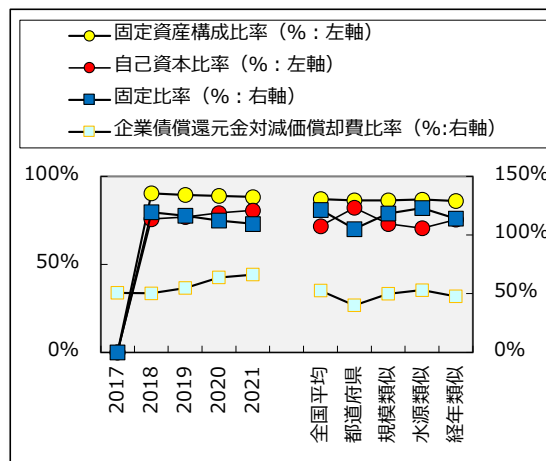 固定資産構成比率（%：左軸）
自己資本比率（%：左軸）
固定比率（%：右軸）
企業債償還元金対減価償却費比率（%:右軸）
100%
50%
0%
150%
100%
50%
0%
2017
2018
2019
2020
2021
全国平均
都道府県
規模類似
水源類似
経年類似